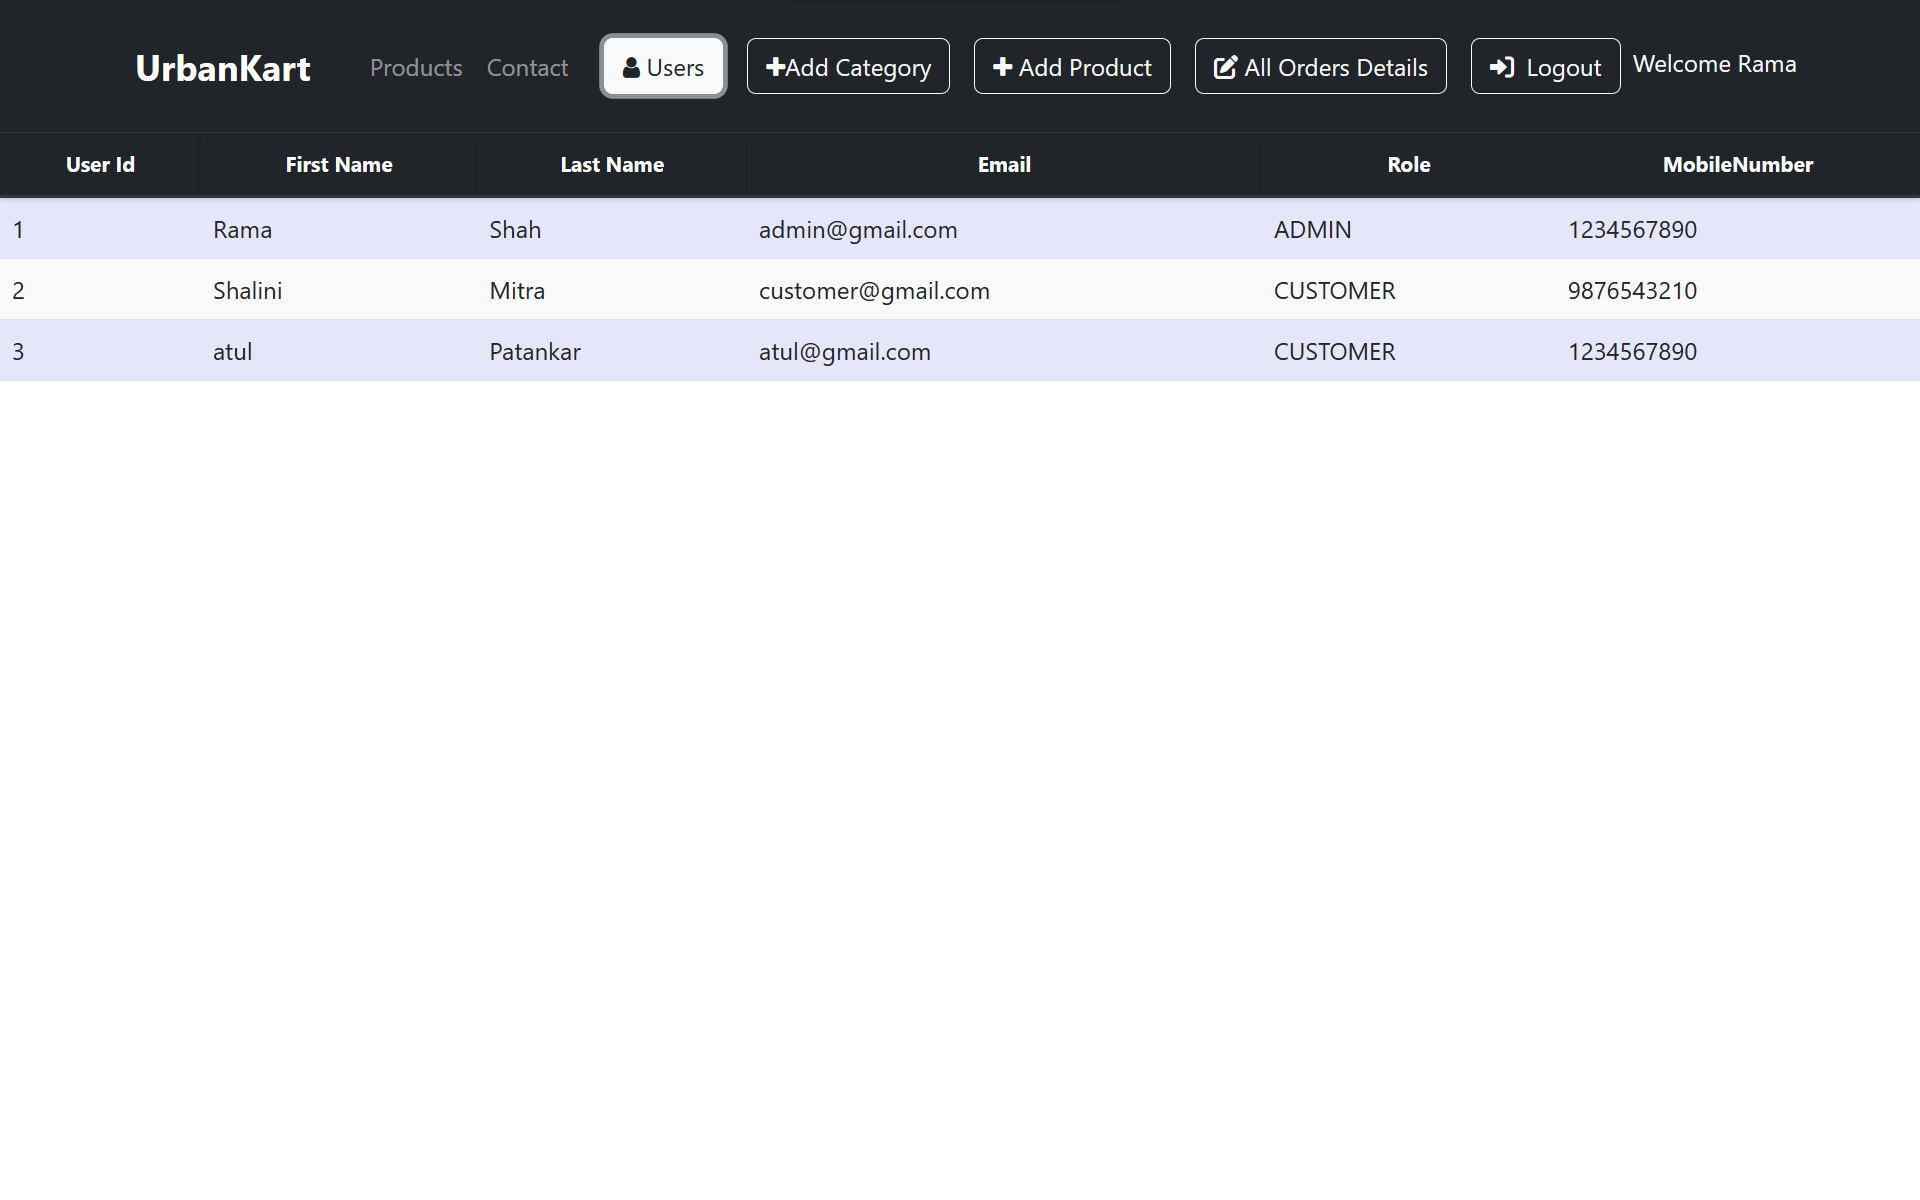 UrbanKart Products Contact Users Add Category Add Product All Orders Details Logout Welcome Rama
User Id First Name Last Name Email Role MobileNumber
1 Rama Shah admin@gmail.com ADMIN 1234567890
2 Shalini Mitra customer@gmail.com CUSTOMER 9876543210
3 atul Patankar atul@gmail.com CUSTOMER 1234567890